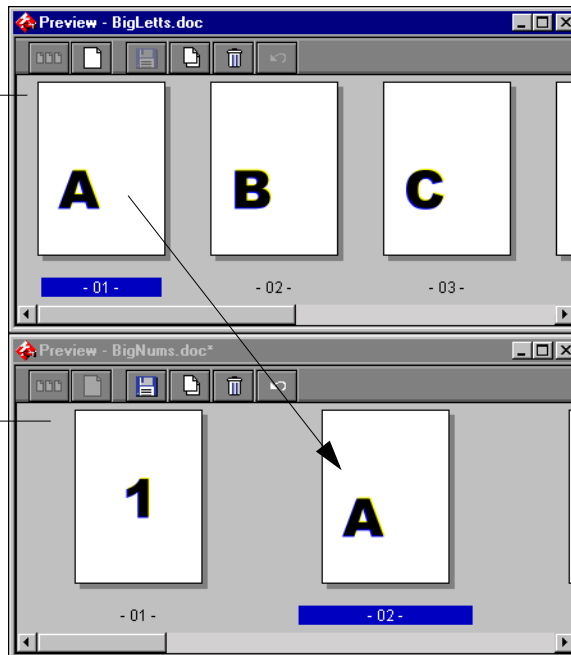 Preview - BigLetts.doc
A B C
- 01 - - 02 - - 03 -
Preview - BigNums.doc*
1 A
- 01 - - 02 -